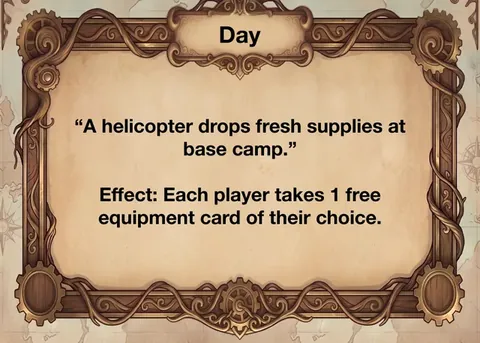 Day
“A helicopter drops fresh supplies at
base camp.”
Effect: Each player takes 1 free
equipment card of their choice.